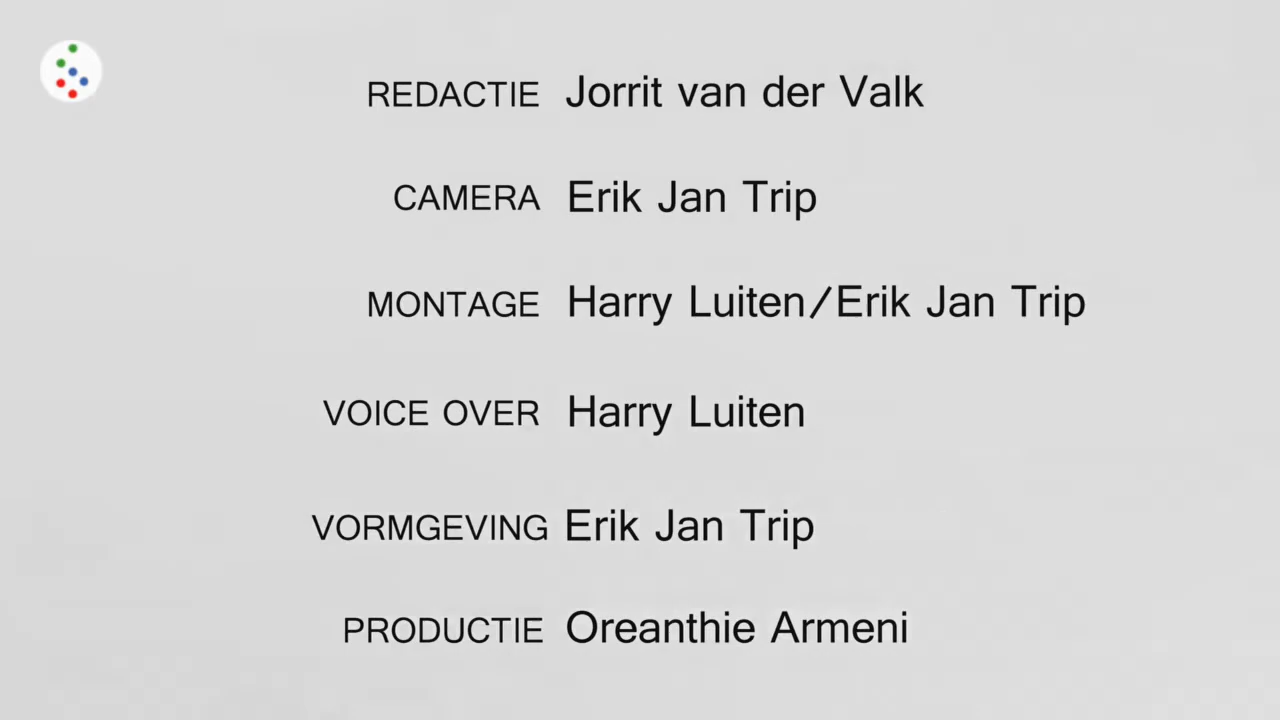 REDACTIE Jorrit van der Valk
CAMERA Erik Jan Trip
MONTAGE Harry Luiten/Erik Jan Trip
VOICE OVER Harry Luiten
VORMGEVING Erik Jan Trip
PRODUCTIE Oreanthie Armeni